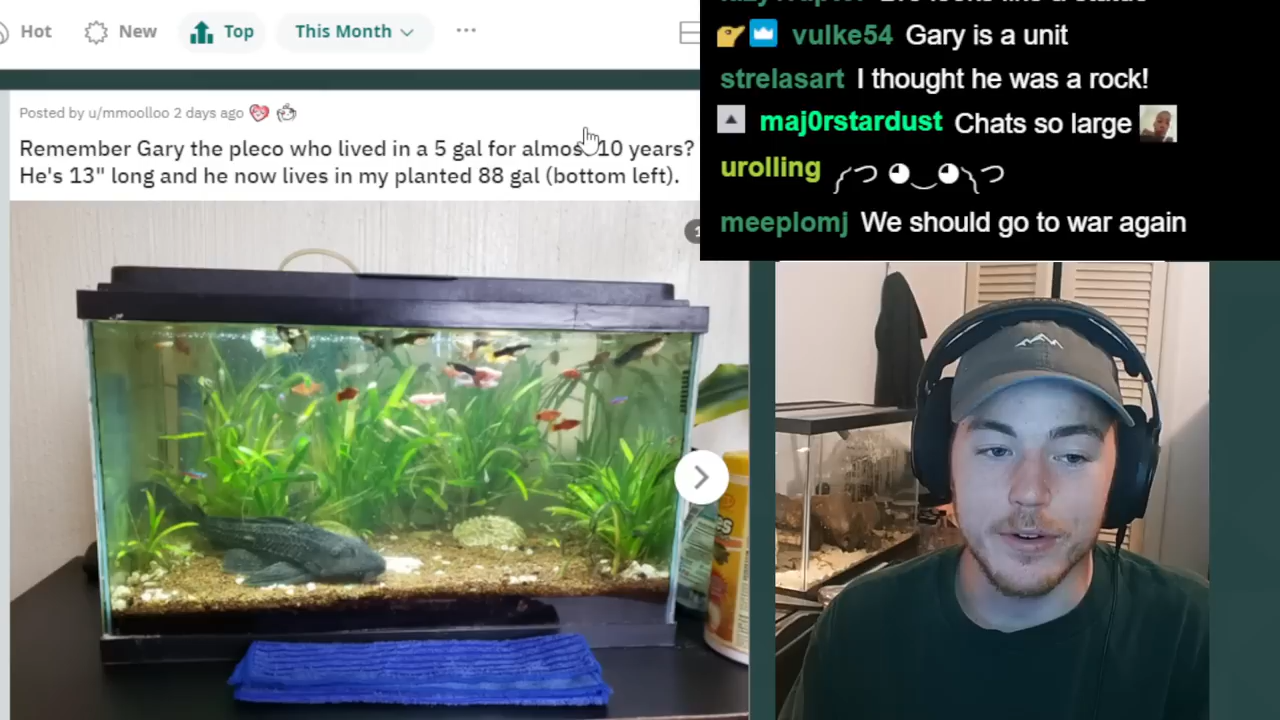 Hot New Top This Month ...
Posted by u/mmoolloo 2 days ago
Remember Gary the pleco who lived in a 5 gal for almost 10 years?
He's 13" long and he now lives in my planted 88 gal (bottom left).
vulke54 Gary is a unit
strelasart I thought he was a rock!
maj0rstardust Chats so large
urolling
meeplomj We should go to war again